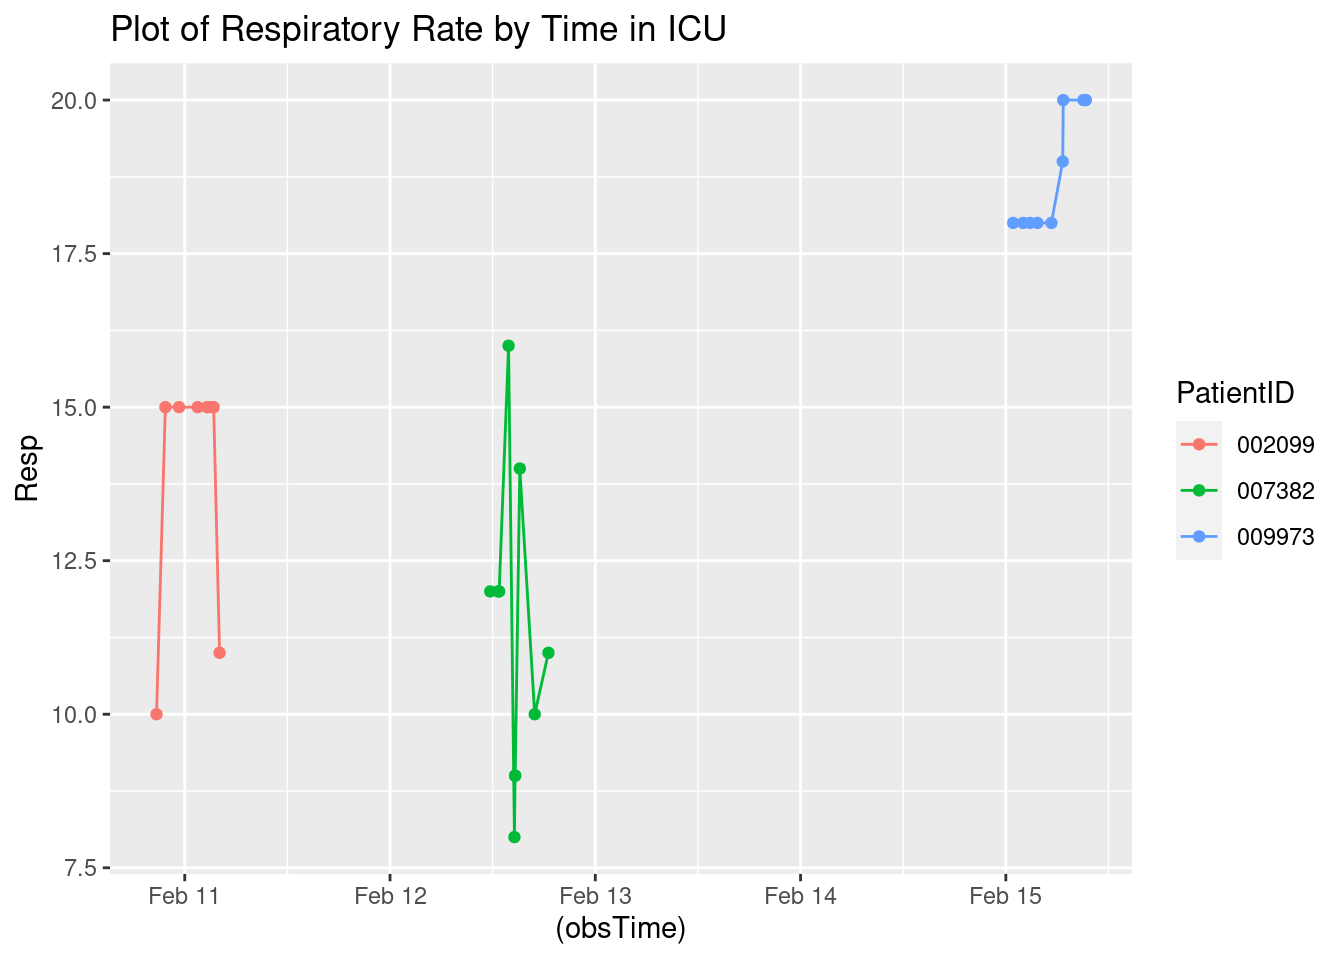 Plot of Respiratory Rate by Time in ICU
20.0
17.5
15.0
12.5
10.0
7.5
Resp
Feb 11
Feb 12
Feb 13
Feb 14
Feb 15
(obsTime)
PatientID
002099
007382
009973